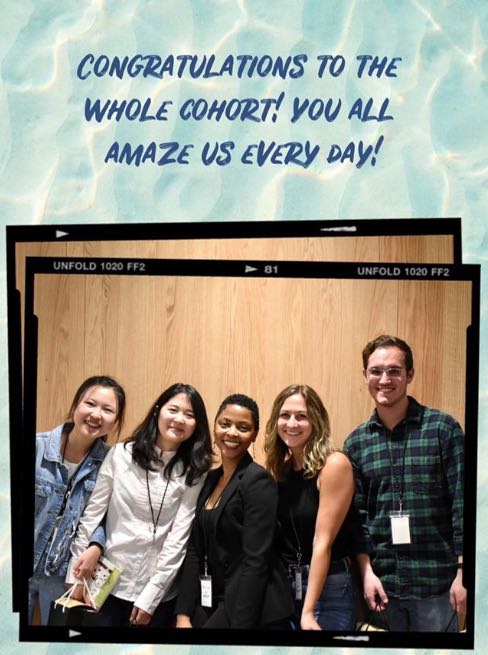 CONGRATULATIONS TO THE
WHOLE COHORT! YOU ALL
AMAZE US EVERY DAY!
UNFOLD 1020 FF2 81 UNFOLD 1020 FF2